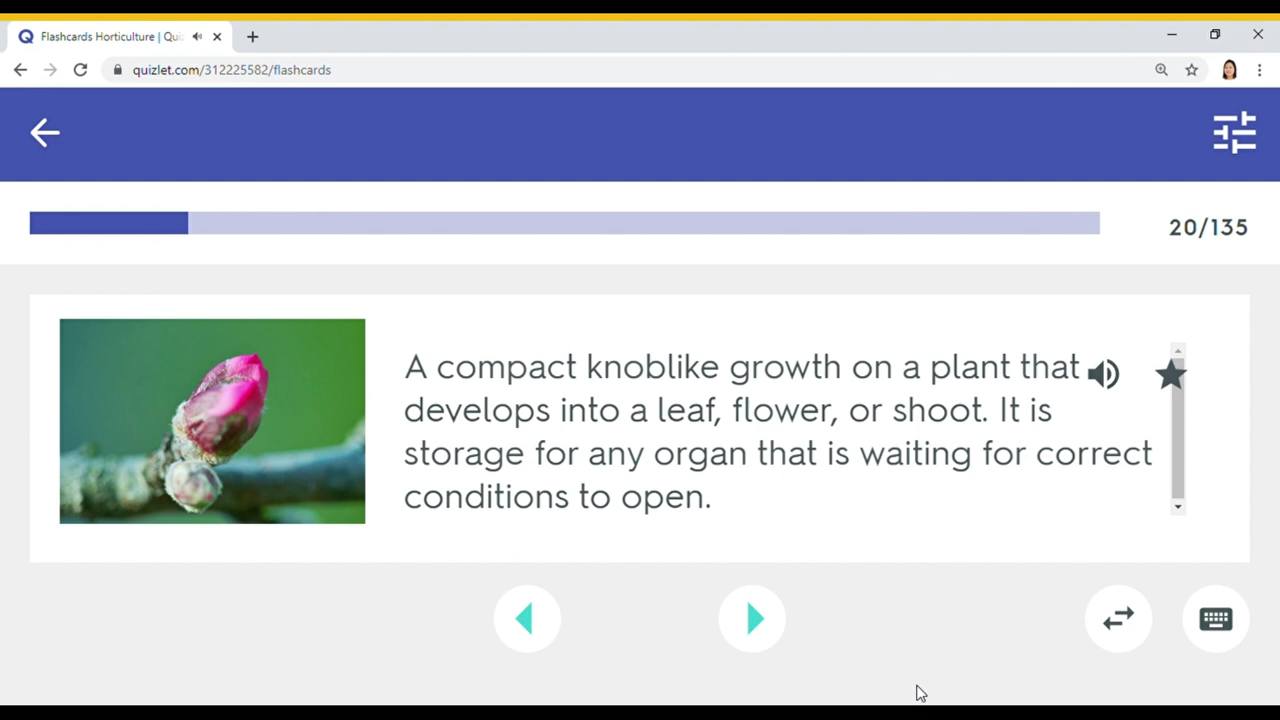 Flashcards Horticulture | Qui
quizlet.com/312225582/flashcards
20/135
A compact knoblike growth on a plant that
develops into a leaf, flower, or shoot. It is
storage for any organ that is waiting for correct
conditions to open.